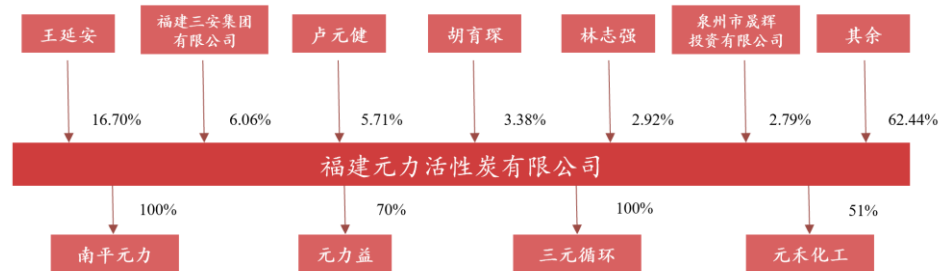 王延安
福建三安集团
有限公司
卢元健
胡育琛
林志强
泉州市晟辉
投资有限公司
其余
16.70%
6.06%
5.71%
3.38%
2.92%
2.79%
62.44%
福建元力活性炭有限公司
100%
70%
100%
51%
南平元力
元力益
三元循环
元禾化工